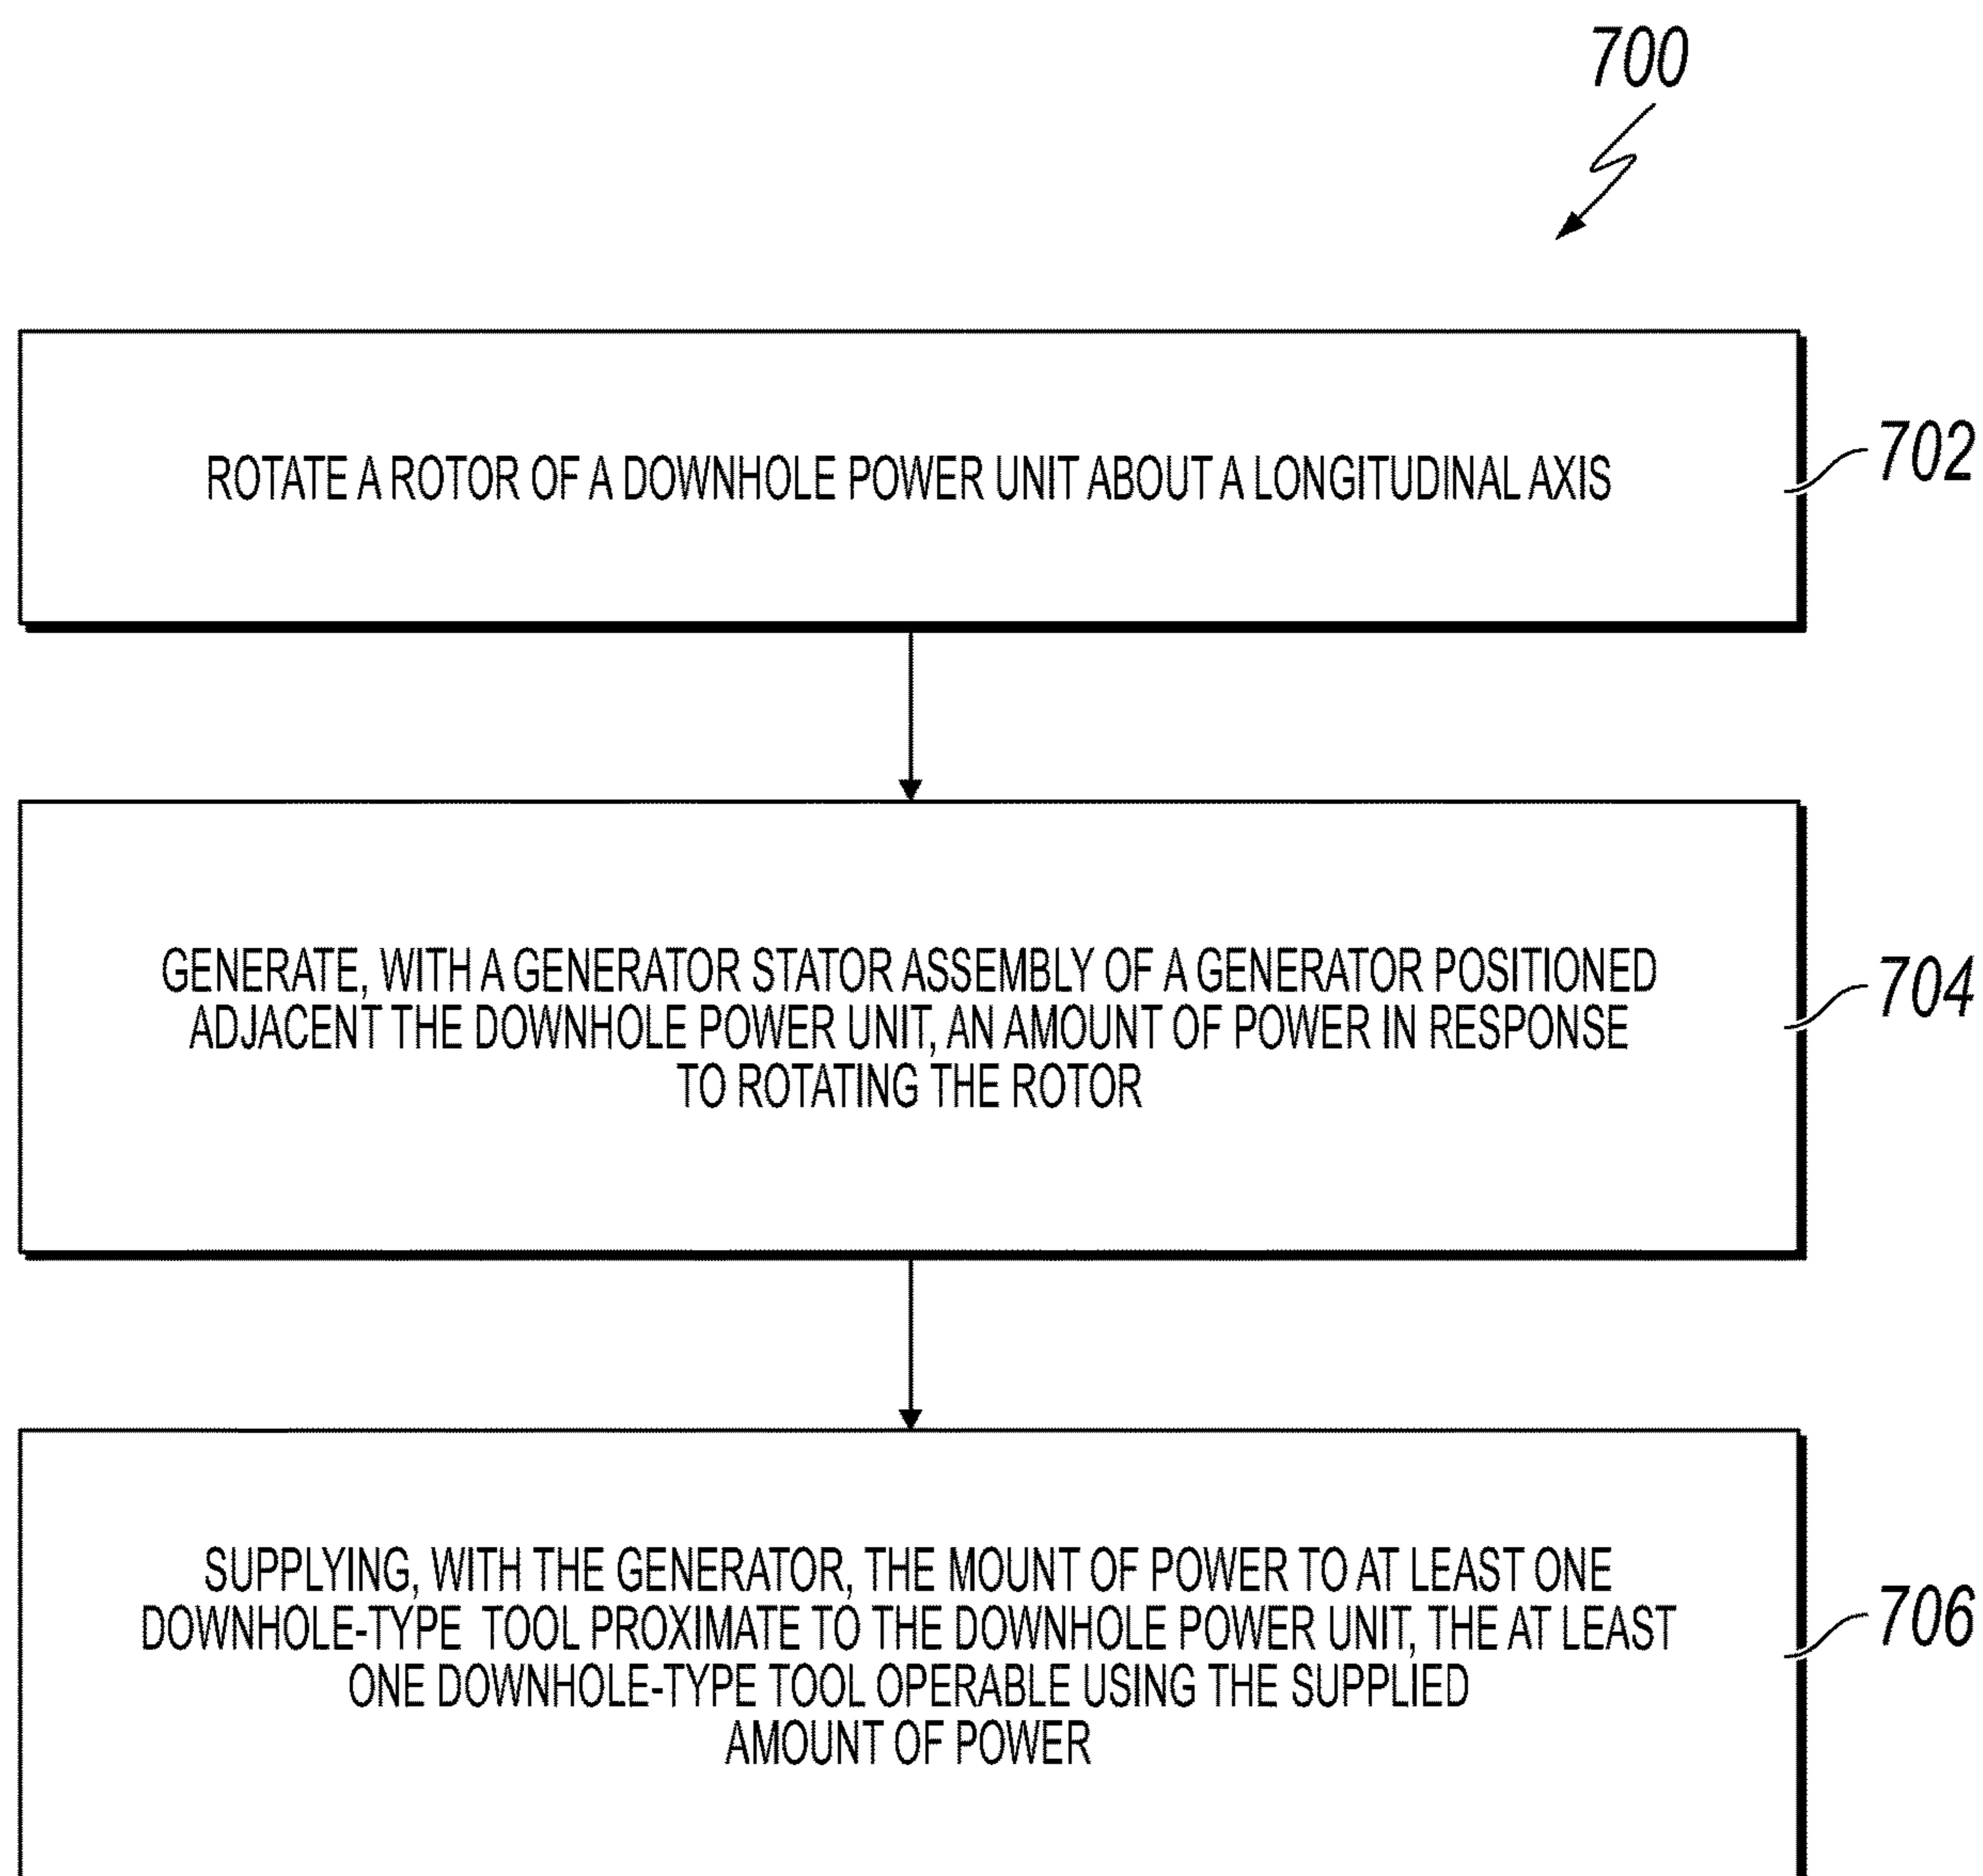 700
ROTATE A ROTOR OF A DOWNHOLE POWER UNIT ABOUT A LONGITUDINAL AXIS
702
GENERATE, WITH A GENERATOR STATOR ASSEMBLY OF A GENERATOR POSITIONED
ADJACENT THE DOWNHOLE POWER UNIT, AN AMOUNT OF POWER IN RESPONSE
TO ROTATING THE ROTOR
704
SUPPLYING, WITH THE GENERATOR, THE MOUNT OF POWER TO AT LEAST ONE
DOWNHOLE-TYPE TOOL PROXIMATE TO THE DOWNHOLE POWER UNIT, THE AT LEAST
ONE DOWNHOLE-TYPE TOOL OPERABLE USING THE SUPPLIED
AMOUNT OF POWER
706